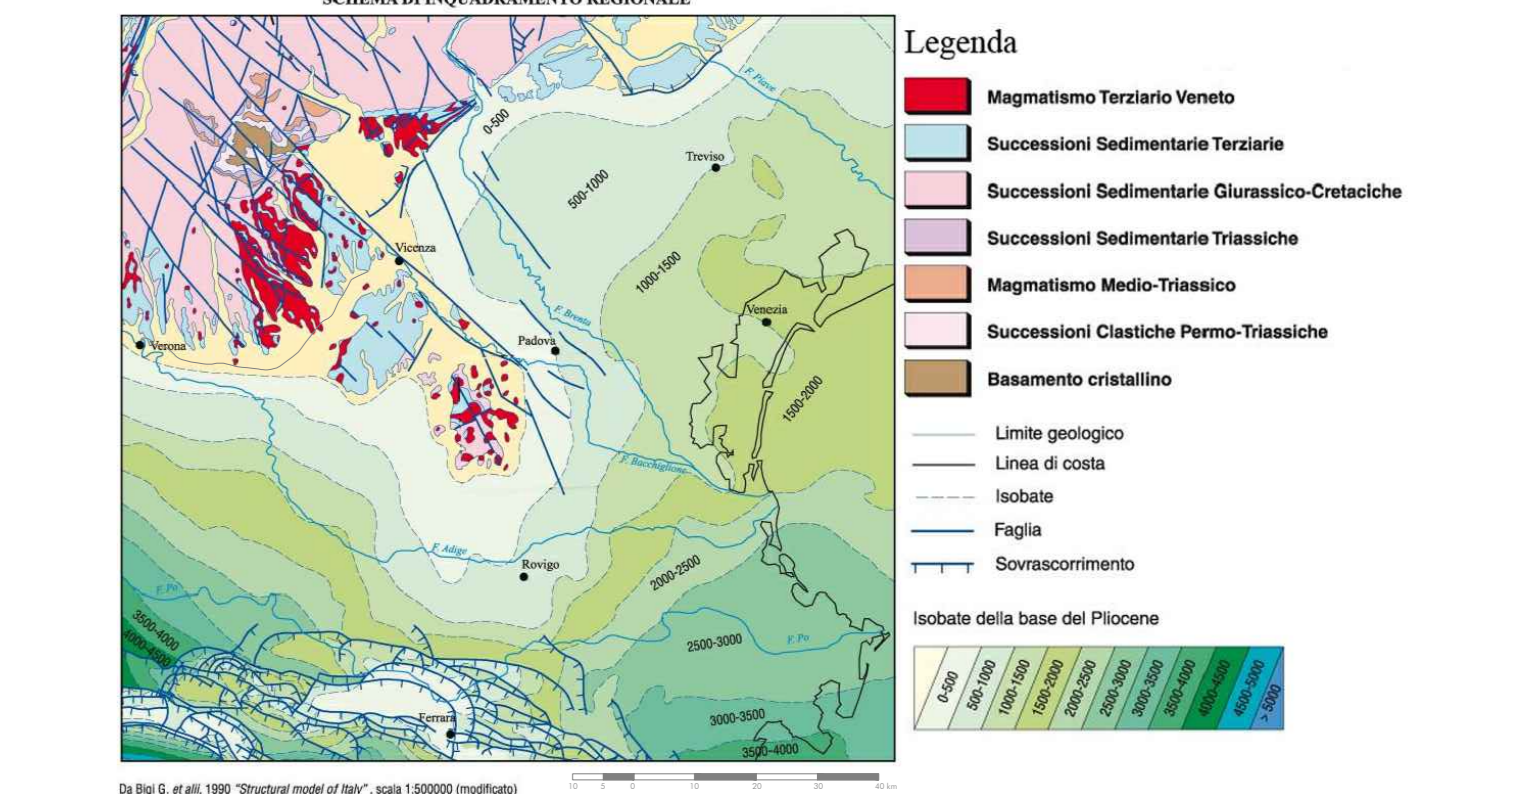 SCHEMA DI INQUADRAMENTO REGIONALE
Legenda
Magmatismo Terziario Veneto
Successioni Sedimentarie Terziarie
Successioni Sedimentarie Giurassico-Cretaciche
Successioni Sedimentarie Triassiche
Magmatismo Medio-Triassico
Successioni Clastiche Permo-Triassiche
Basamento cristallino
Limite geologico
Linea di costa
Isobate
Faglia
Sovrascorrimento
Isobate della base del Pliocene
0-500
500-1000
1000-1500
1500-2000
2000-2500
2500-3000
3000-3500
3500-4000
4000-4500
4500-5000
> 5000
F. Piave
0-500
Treviso
500-1000
Vicenza
1000-1500
Venezia
F. Brenta
Padova
Verona
1500-2000
F. Bacchiglione
F. Adige
Rovigo
2000-2500
F. Po
3500-4000
4000-4500
2500-3000
F. Po
Ferrara
3000-3500
3500-4000
Da Bigi G. et alii, 1990 "Structural model of Italy", scala 1:500000 (modificato)
10 5 0 10 20 30 40 km